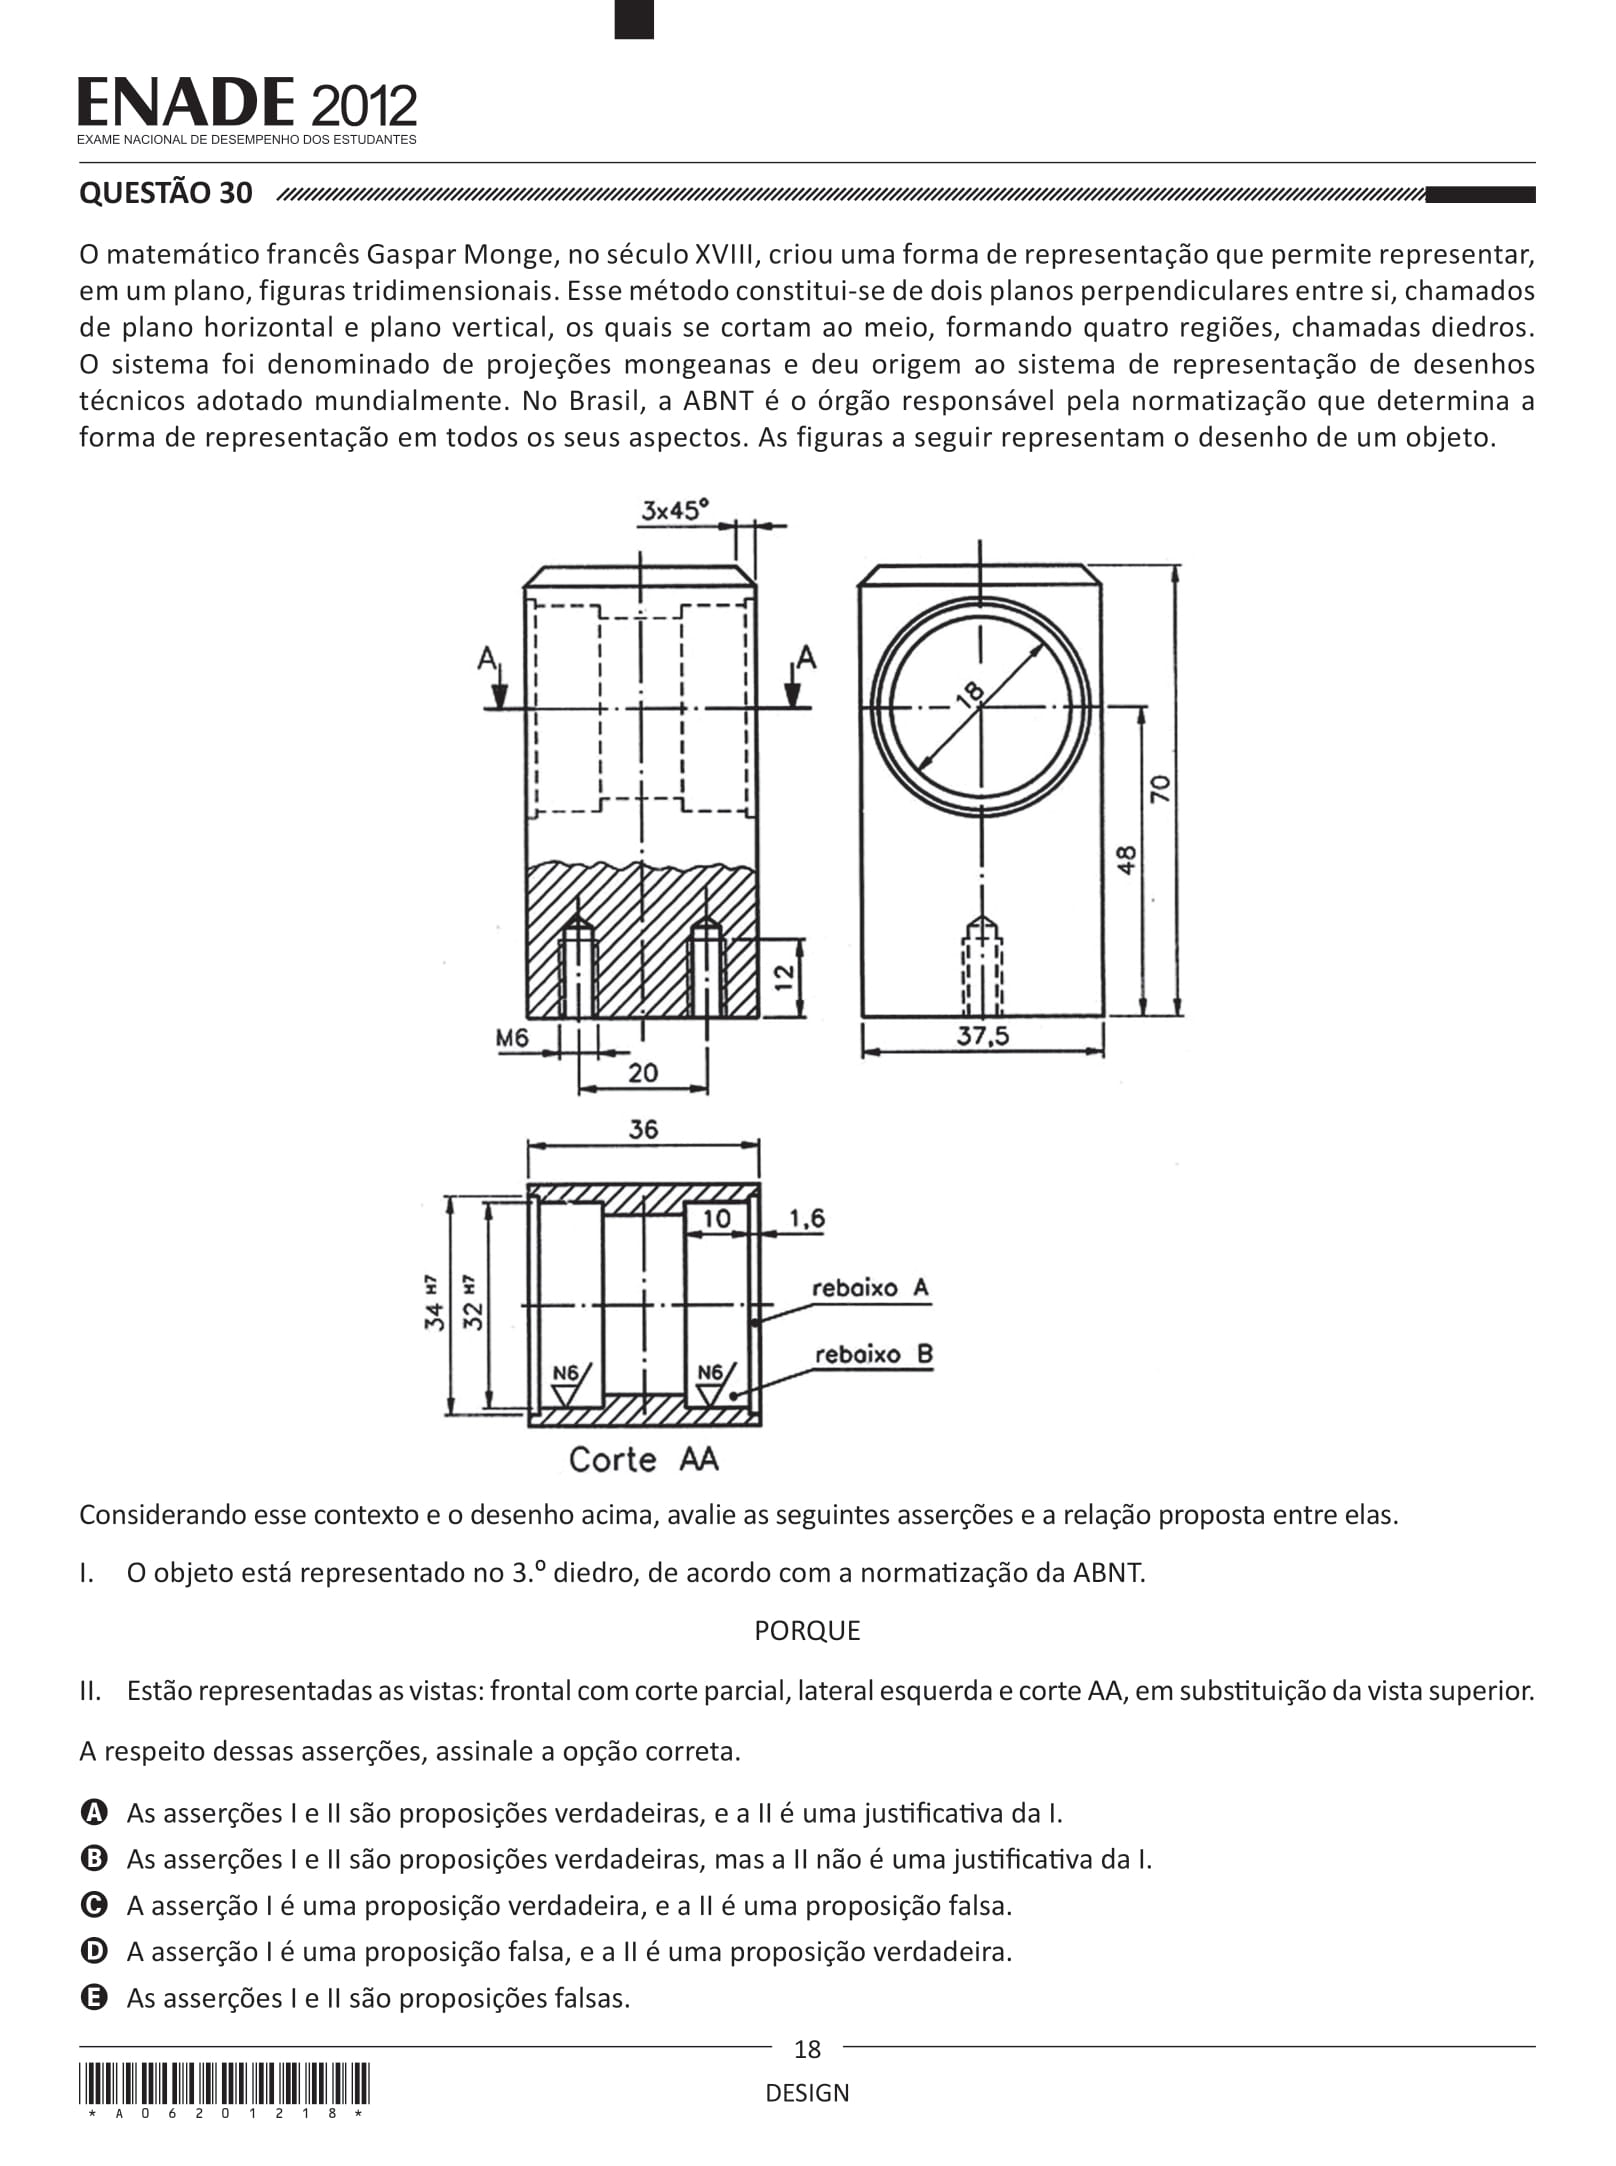 ENADE 2012
EXAME NACIONAL DE DESEMPENHO DOS ESTUDANTES
QUESTÃO 30
O matemático francês Gaspar Monge, no século XVIII, criou uma forma de representação que permite representar,
em um plano, figuras tridimensionais. Esse método constitui-se de dois planos perpendiculares entre si, chamados
de plano horizontal e plano vertical, os quais se cortam ao meio, formando quatro regiões, chamadas diedros.
O sistema foi denominado de projeções mongeanas e deu origem ao sistema de representação de desenhos
técnicos adotado mundialmente. No Brasil, a ABNT é o órgão responsável pela normatização que determina a
forma de representação em todos os seus aspectos. As figuras a seguir representam o desenho de um objeto.
3x45°
A A
18
70
48
12
M6
37,5
20
36
10 1,6
34 H7
32 H7
rebaixo A
rebaixo B
N6 N6
Corte AA
Considerando esse contexto e o desenho acima, avalie as seguintes asserções e a relação proposta entre elas.
I. O objeto está representado no 3.º diedro, de acordo com a normatização da ABNT.
PORQUE
II. Estão representadas as vistas: frontal com corte parcial, lateral esquerda e corte AA, em substituição da vista superior.
A respeito dessas asserções, assinale a opção correta.
A As asserções I e II são proposições verdadeiras, e a II é uma justificativa da I.
B As asserções I e II são proposições verdadeiras, mas a II não é uma justificativa da I.
C A asserção I é uma proposição verdadeira, e a II é uma proposição falsa.
D A asserção I é uma proposição falsa, e a II é uma proposição verdadeira.
E As asserções I e II são proposições falsas.
18
DESIGN
* A 0 6 2 0 1 2 1 8 *